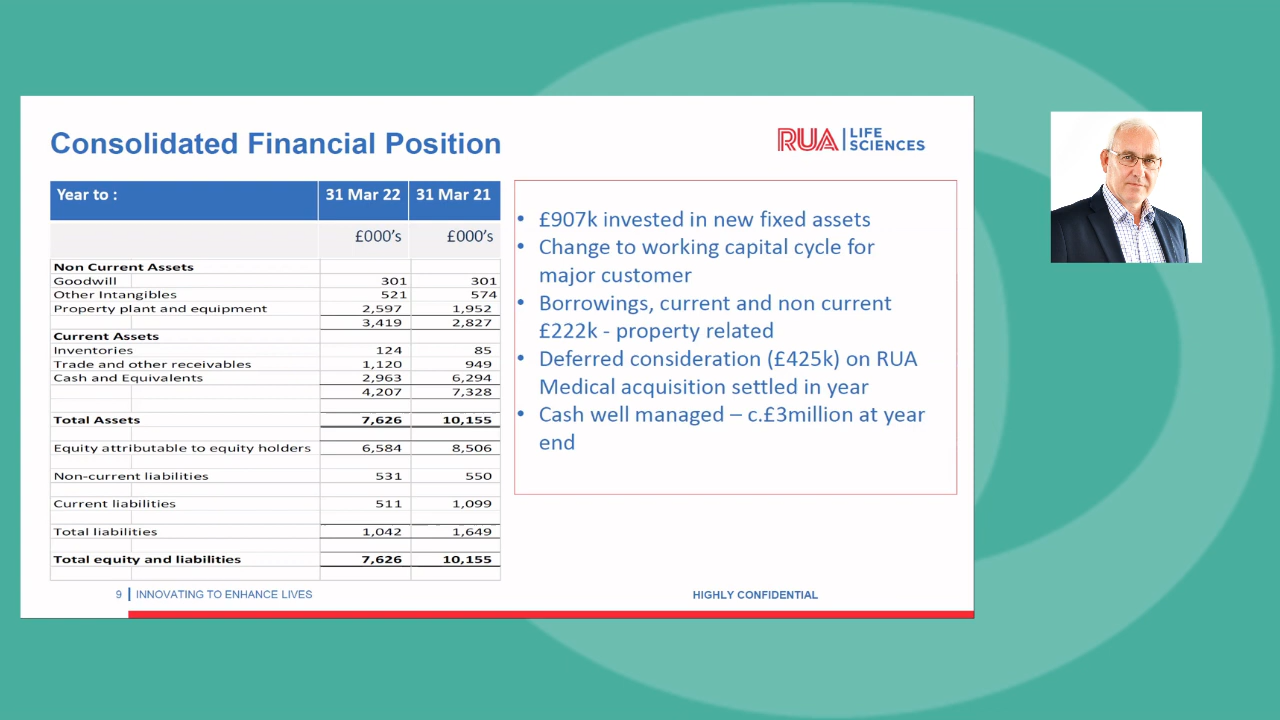 Consolidated Financial Position
RUA LIFE SCIENCES
Year to : 31 Mar 22 31 Mar 21
£000's £000's
Non Current Assets
Goodwill 301 301
Other Intangibles 521 574
Property plant and equipment 2,597 1,952
3,419 2,827
Current Assets
Inventories 124 85
Trade and other receivables 1,120 949
Cash and Equivalents 2,963 6,294
4,207 7,328
Total Assets 7,626 10,155
Equity attributable to equity holders 6,584 8,506
Non-current liabilities 531 550
Current liabilities 511 1,099
Total liabilities 1,042 1,649
Total equity and liabilities 7,626 10,155
• £907k invested in new fixed assets
• Change to working capital cycle for
major customer
• Borrowings, current and non current
£222k - property related
• Deferred consideration (£425k) on RUA
Medical acquisition settled in year
• Cash well managed – c.£3million at year
end
9 INNOVATING TO ENHANCE LIVES
HIGHLY CONFIDENTIAL